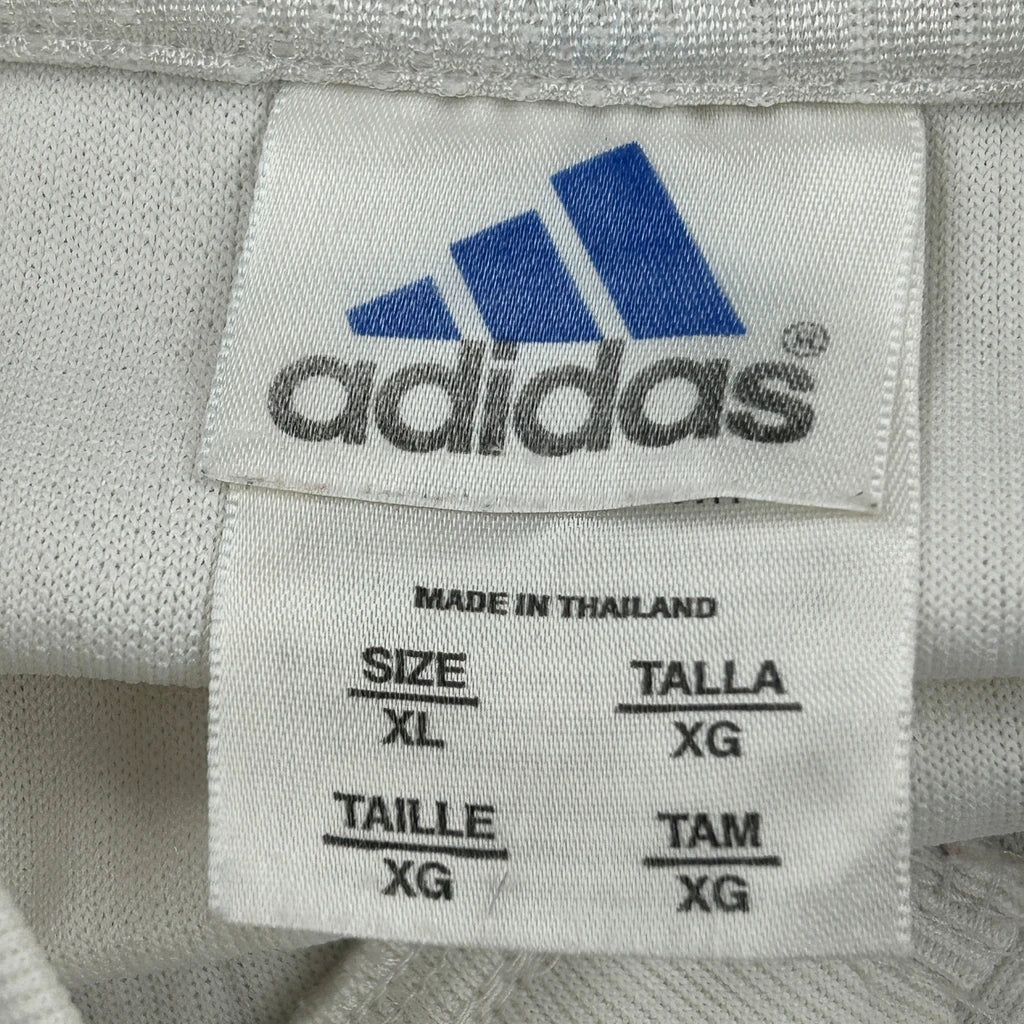 adidas®
MADE IN THAILAND
SIZE
XL
TALLA
XG
TAILLE
XG
TAM
XG